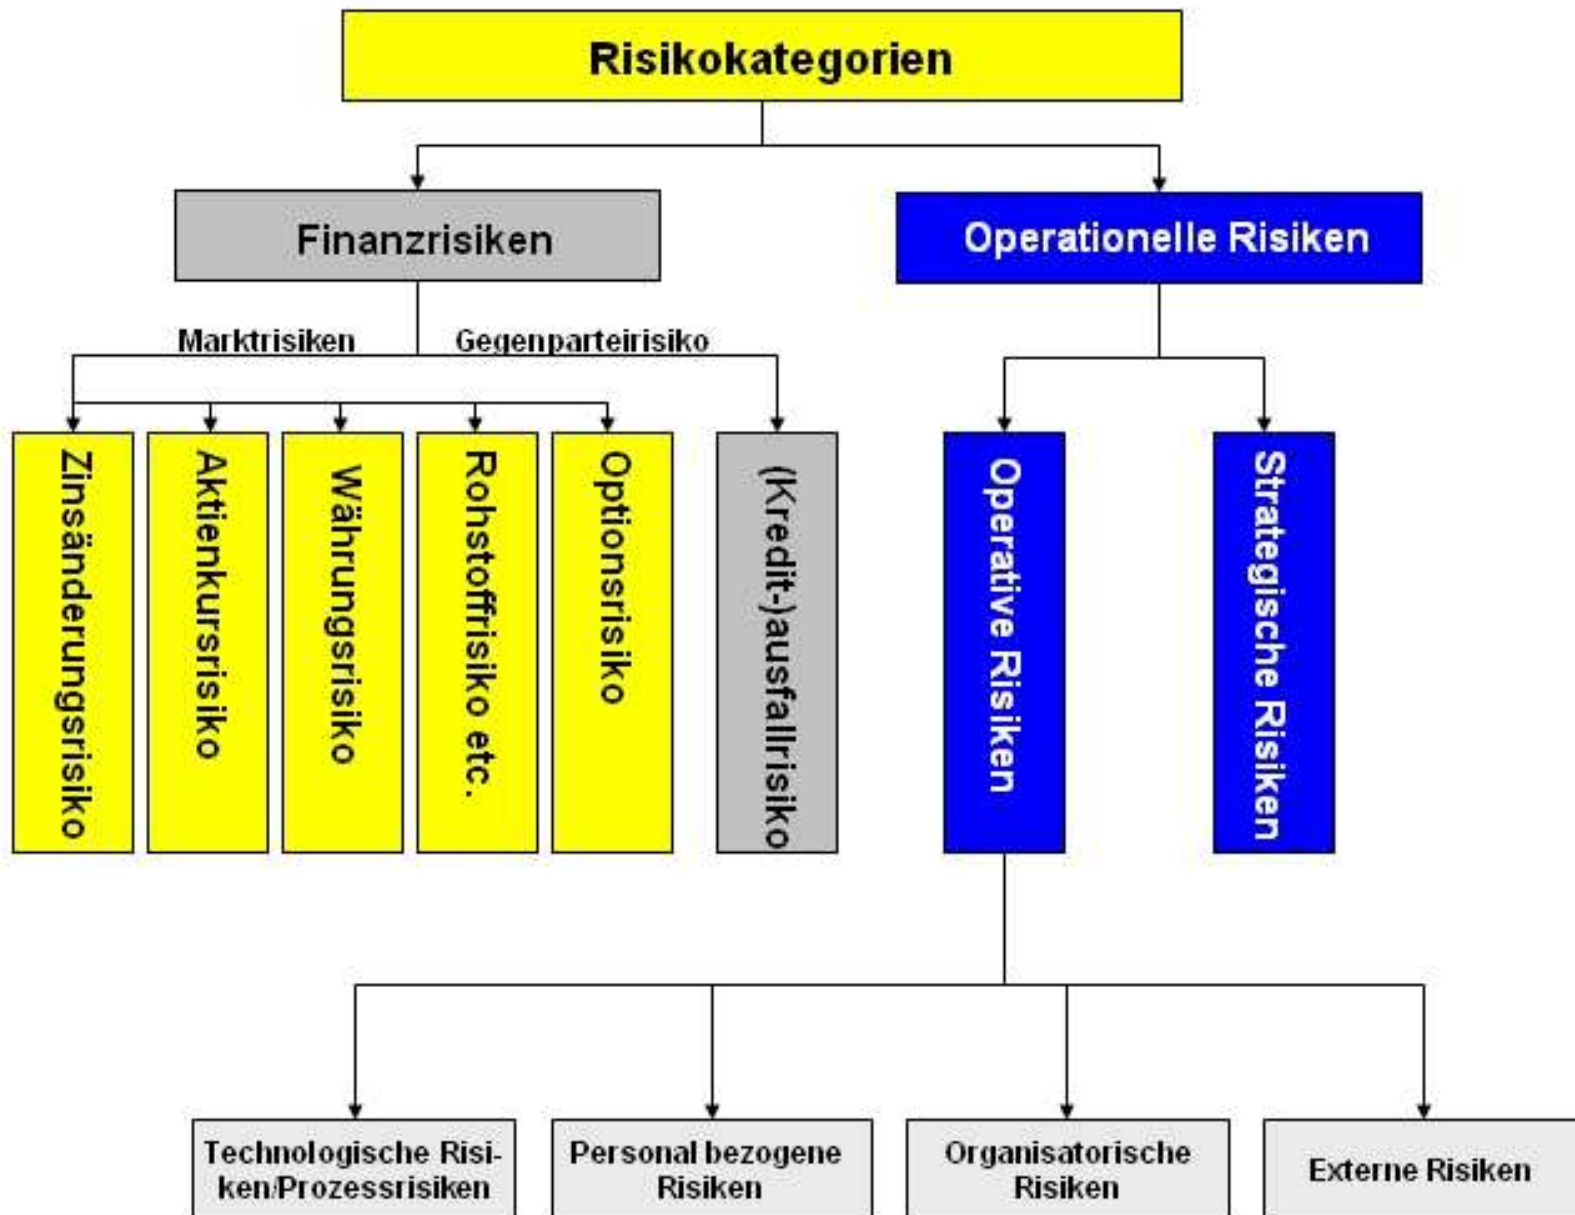 Risikokategorien
Finanzrisiken
Operationelle Risiken
Marktrisiken
Gegenparteirisiko
Zinsänderungsrisiko
Aktienkursrisiko
Währungsrisiko
Rohstoffrisiko etc.
Optionsrisiko
(Kredit-)ausfallrisiko
Operative Risiken
Strategische Risiken
Technologische Risi-
ken/Prozessrisiken
Personal bezogene
Risiken
Organisatorische
Risiken
Externe Risiken